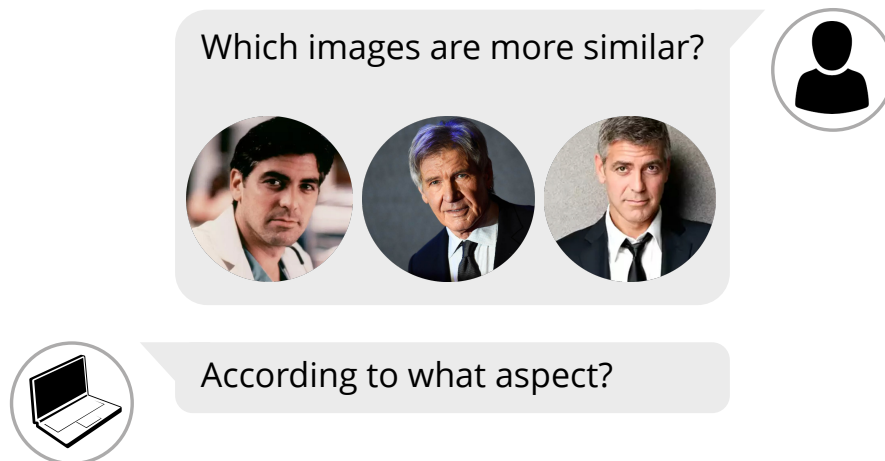 Which images are more similar?
According to what aspect?